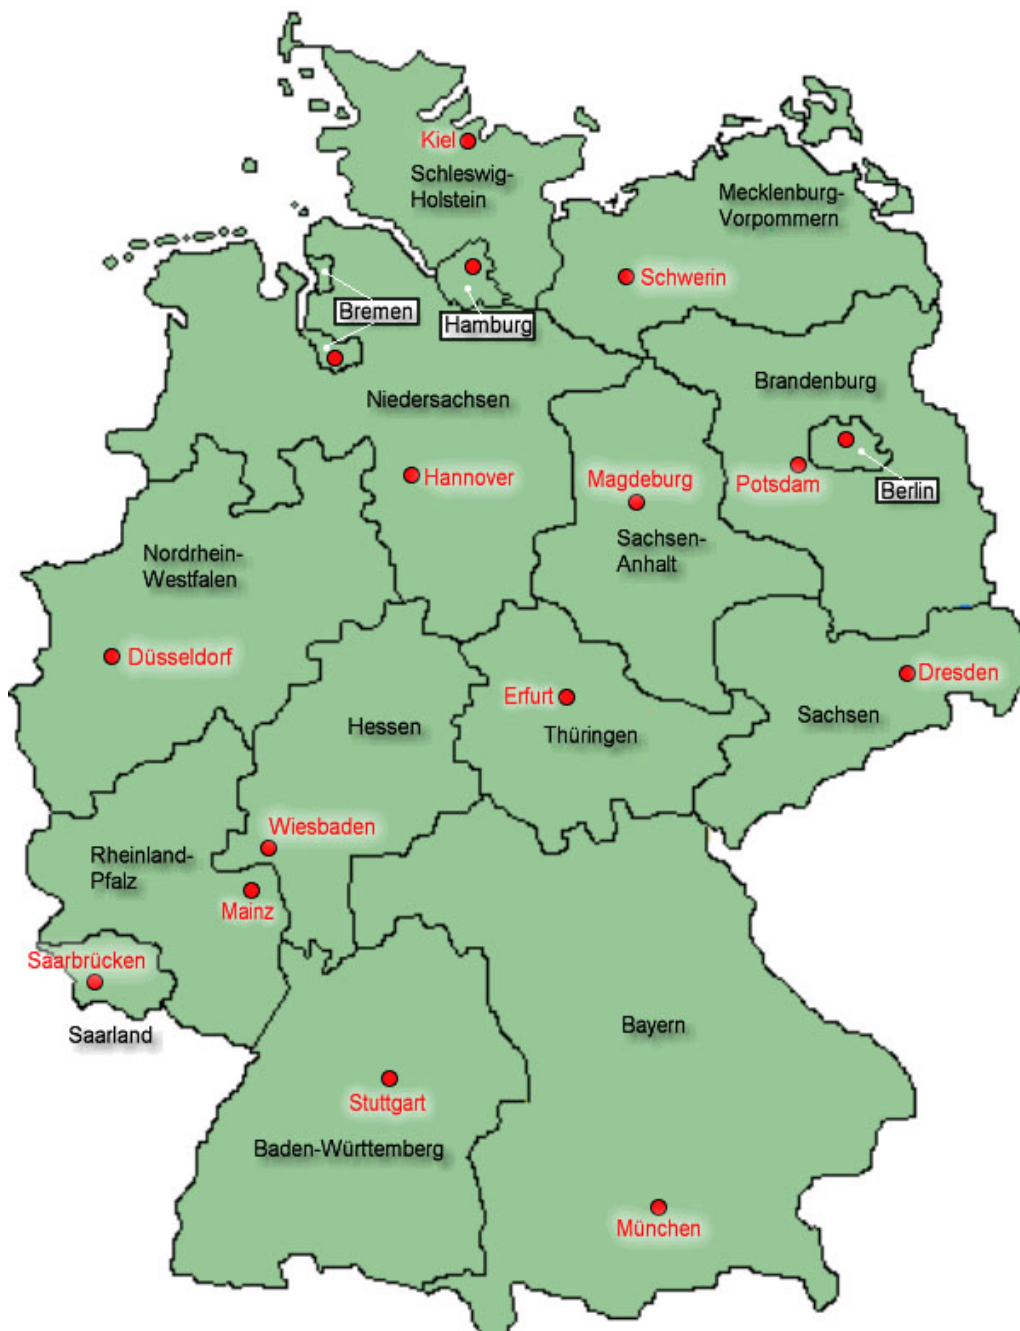 Kiel
Schleswig-
Holstein
Mecklenburg-
Vorpommern
Schwerin
Bremen
Hamburg
Brandenburg
Niedersachsen
Hannover
Magdeburg
Potsdam
Berlin
Sachsen-
Anhalt
Nordrhein-
Westfalen
Düsseldorf
Dresden
Erfurt
Sachsen
Hessen
Thüringen
Wiesbaden
Rheinland-
Pfalz
Mainz
Saarbrücken
Saarland
Bayern
Stuttgart
Baden-Württemberg
München